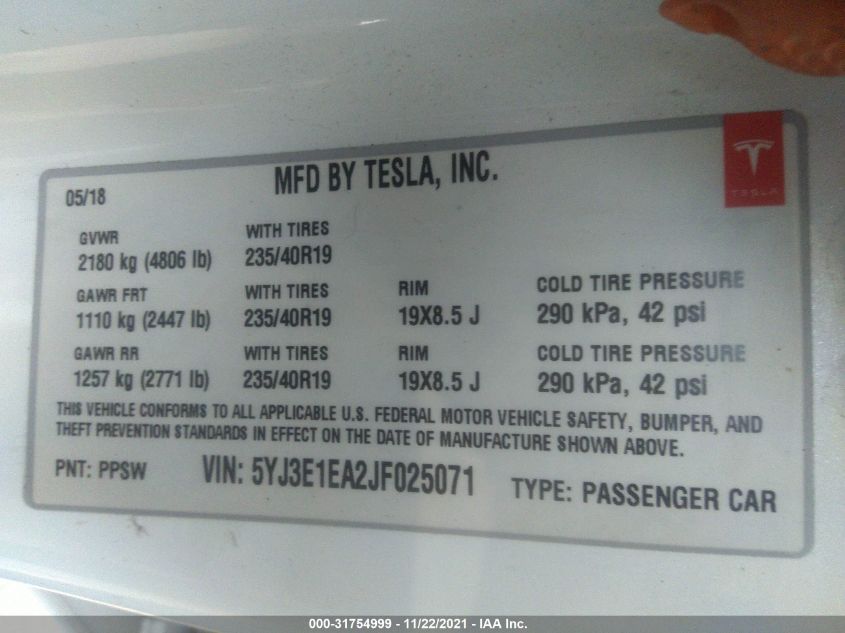 MFD BY TESLA, INC.
TESLA
05/18
GVWR WITH TIRES
2180 kg (4806 lb) 235/40R19
GAWR FRT WITH TIRES RIM COLD TIRE PRESSURE
1110 kg (2447 lb) 235/40R19 19X8.5 J 290 kPa, 42 psi
GAWR RR WITH TIRES RIM COLD TIRE PRESSURE
1257 kg (2771 lb) 235/40R19 19X8.5 J 290 kPa, 42 psi
THIS VEHICLE CONFORMS TO ALL APPLICABLE U.S. FEDERAL MOTOR VEHICLE SAFETY, BUMPER, AND
THEFT PREVENTION STANDARDS IN EFFECT ON THE DATE OF MANUFACTURE SHOWN ABOVE.
PNT: PPSW VIN: 5YJ3E1EA2JF025071 TYPE: PASSENGER CAR
000-31754999 - 11/22/2021 - IAA Inc.